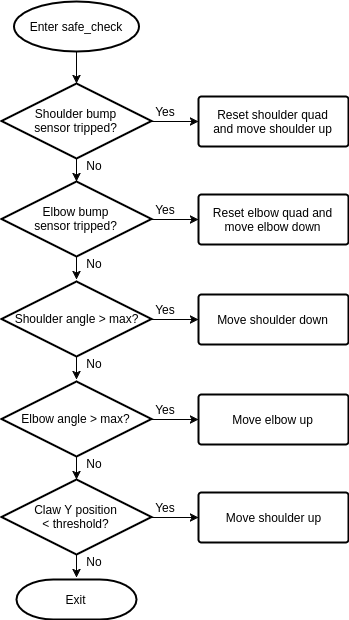 Enter safe_check
Shoulder bump
sensor tripped?
Yes
Reset shoulder quad
and move shoulder up
No
Elbow bump
sensor tripped?
Yes
Reset elbow quad and
move elbow down
No
Shoulder angle > max?
Yes
Move shoulder down
No
Elbow angle > max?
Yes
Move elbow up
No
Claw Y position
< threshold?
Yes
Move shoulder up
No
Exit